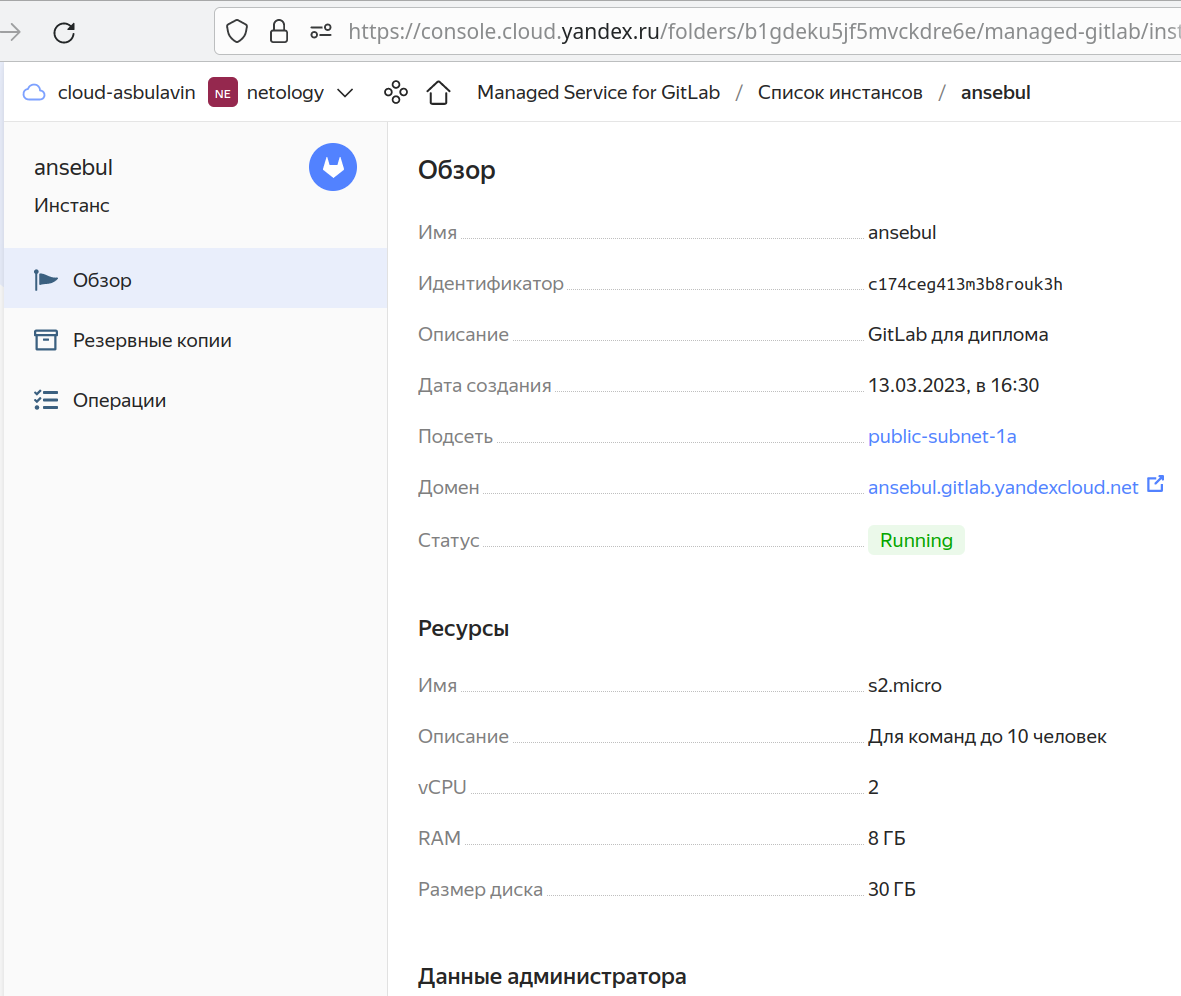 https://console.cloud.yandex.ru/folders/b1gdeku5jf5mvckdre6e/managed-gitlab/inst
cloud-asbulavin NE netology Managed Service for GitLab / Список инстансов / ansebul
ansebul
Инстанс
Обзор
Резервные копии
Операции
Обзор
Имя ansebul
Идентификатор c174ceg413m3b8rouk3h
Описание GitLab для диплома
Дата создания 13.03.2023, в 16:30
Подсеть public-subnet-1a
Домен ansebul.gitlab.yandexcloud.net
Статус Running
Ресурсы
Имя s2.micro
Описание Для команд до 10 человек
vCPU 2
RAM 8 ГБ
Размер диска 30 ГБ
Данные администратора